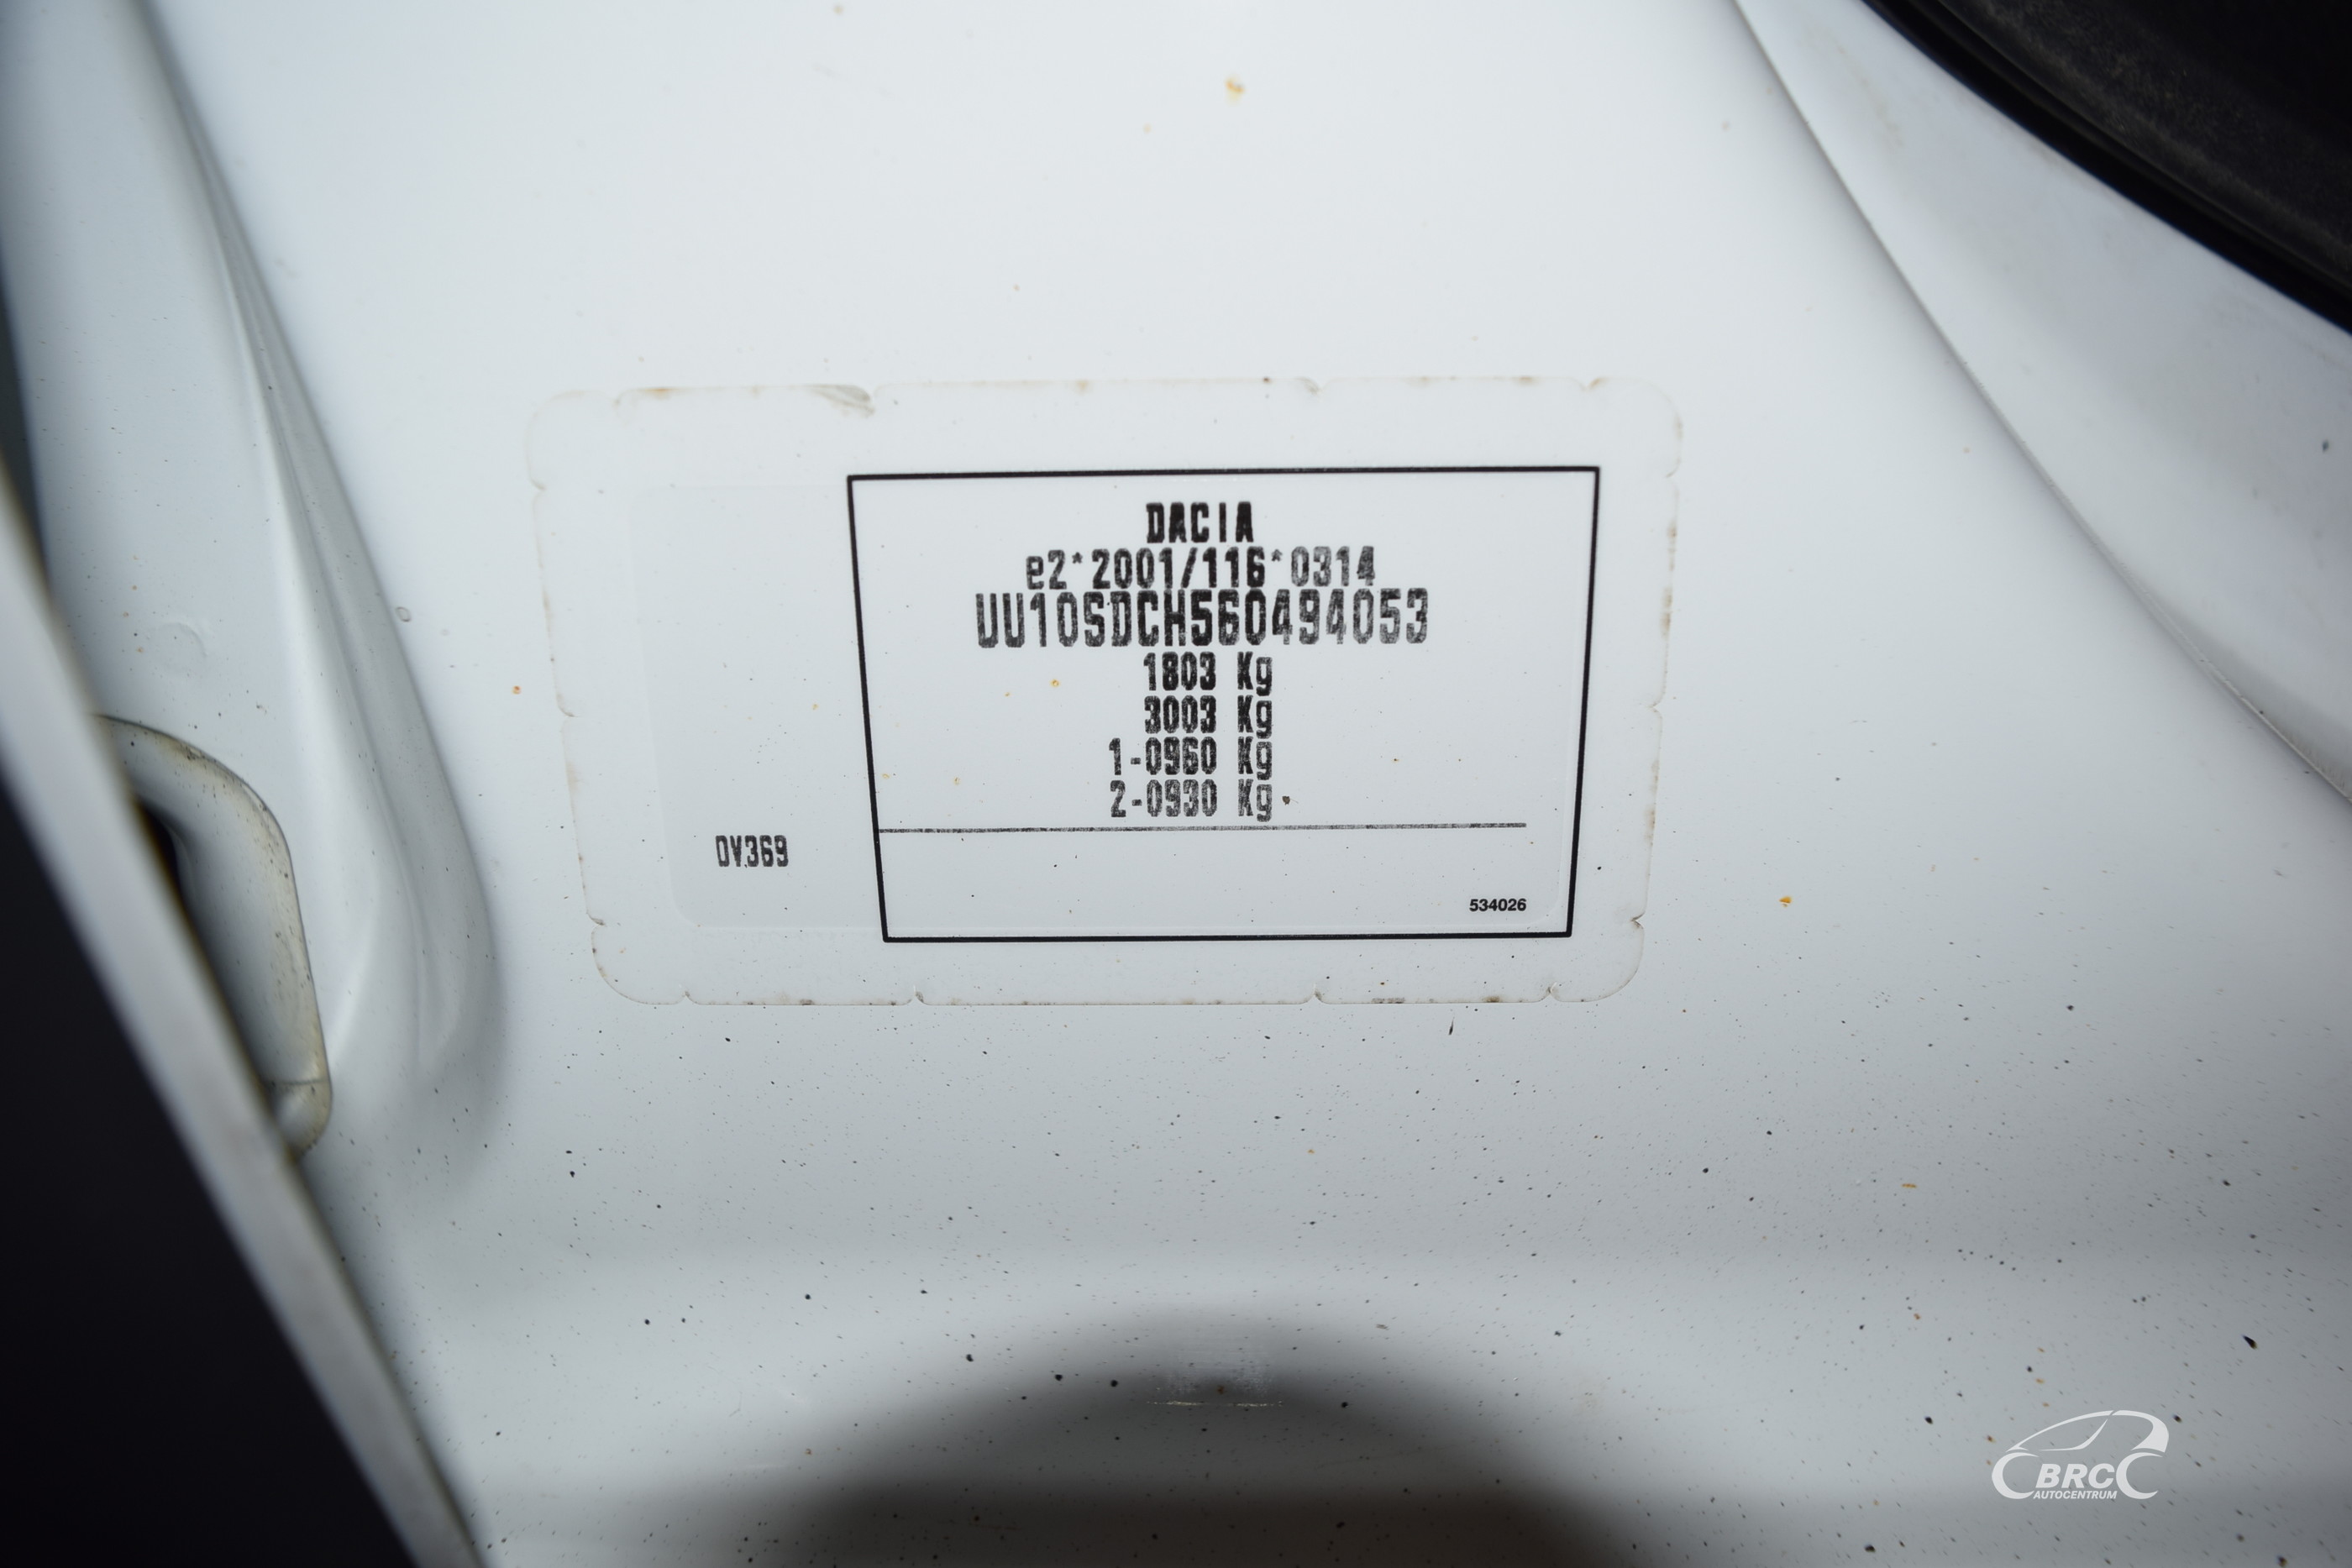 DACIA
e2*2001/116*0314
UU10SDCH560494053
1803 Kg
3003 Kg
1-0960 Kg
2-0930 Kg
0V369
534026
BRC
AUTOCENTRUM